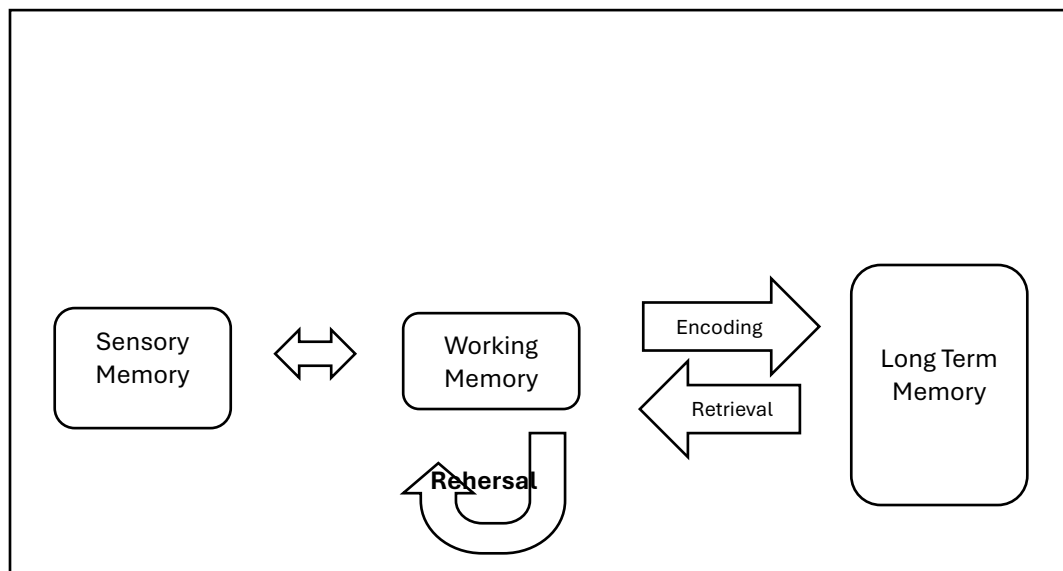 Sensory
Memory
Working
Memory
Encoding
Retrieval
Long Term
Memory
Rehersal